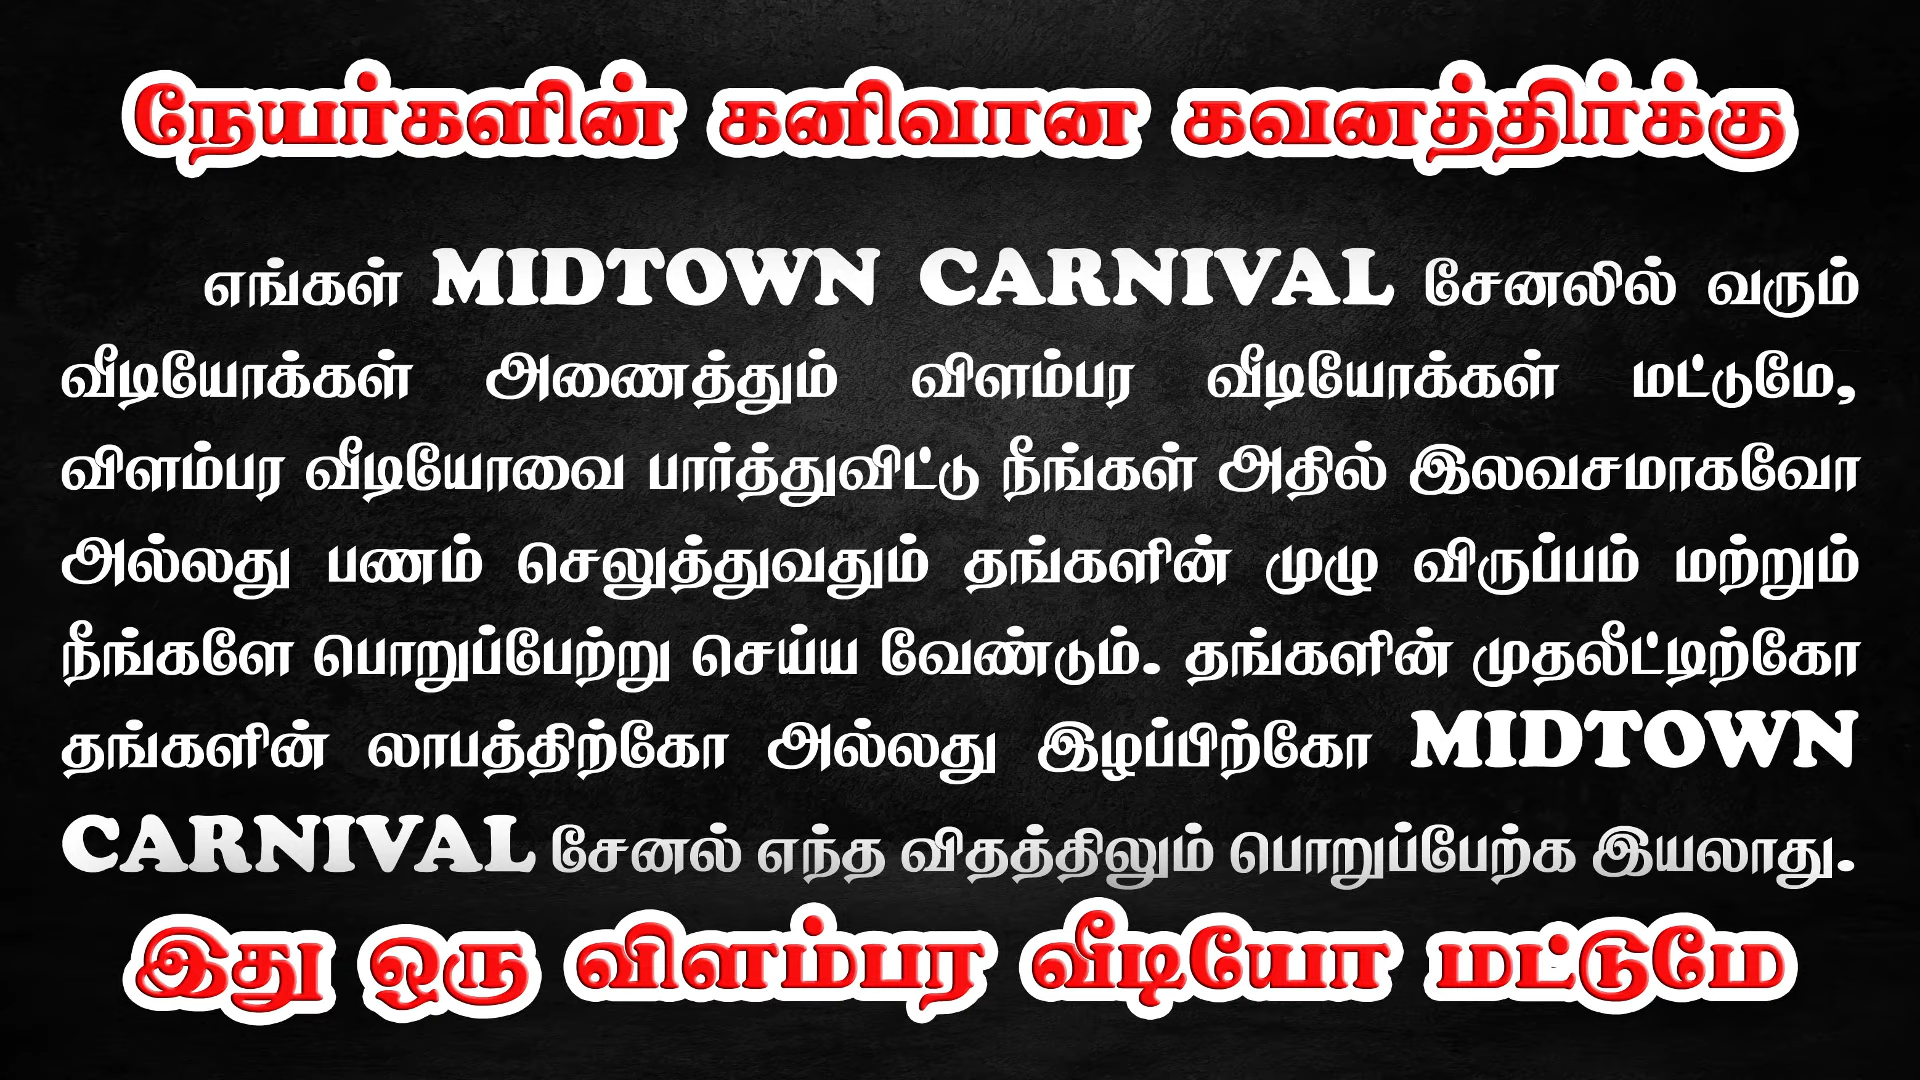 நேயர்களின் கனிவான கவனத்திர்க்கு
எங்கள் MIDTOWN CARNIVAL சேனலில் வரும்
வீடியோக்கள் அணைத்தும் விளம்பர வீடியோக்கள் மட்டுமே,
விளம்பர வீடியோவை பார்த்துவிட்டு நீங்கள் அதில் இலவசமாகவோ
அல்லது பணம் செலுத்துவதும் தங்களின் முழு விருப்பம் மற்றும்
நீங்களே பொறுப்பேற்று செய்ய வேண்டும். தங்களின் முதலீட்டிற்கோ
தங்களின் லாபத்திற்கோ அல்லது இழப்பிற்கோ MIDTOWN
CARNIVAL சேனல் எந்த விதத்திலும் பொறுப்பேற்க இயலாது.
இது ஒரு விளம்பர வீடியோ மட்டுமே